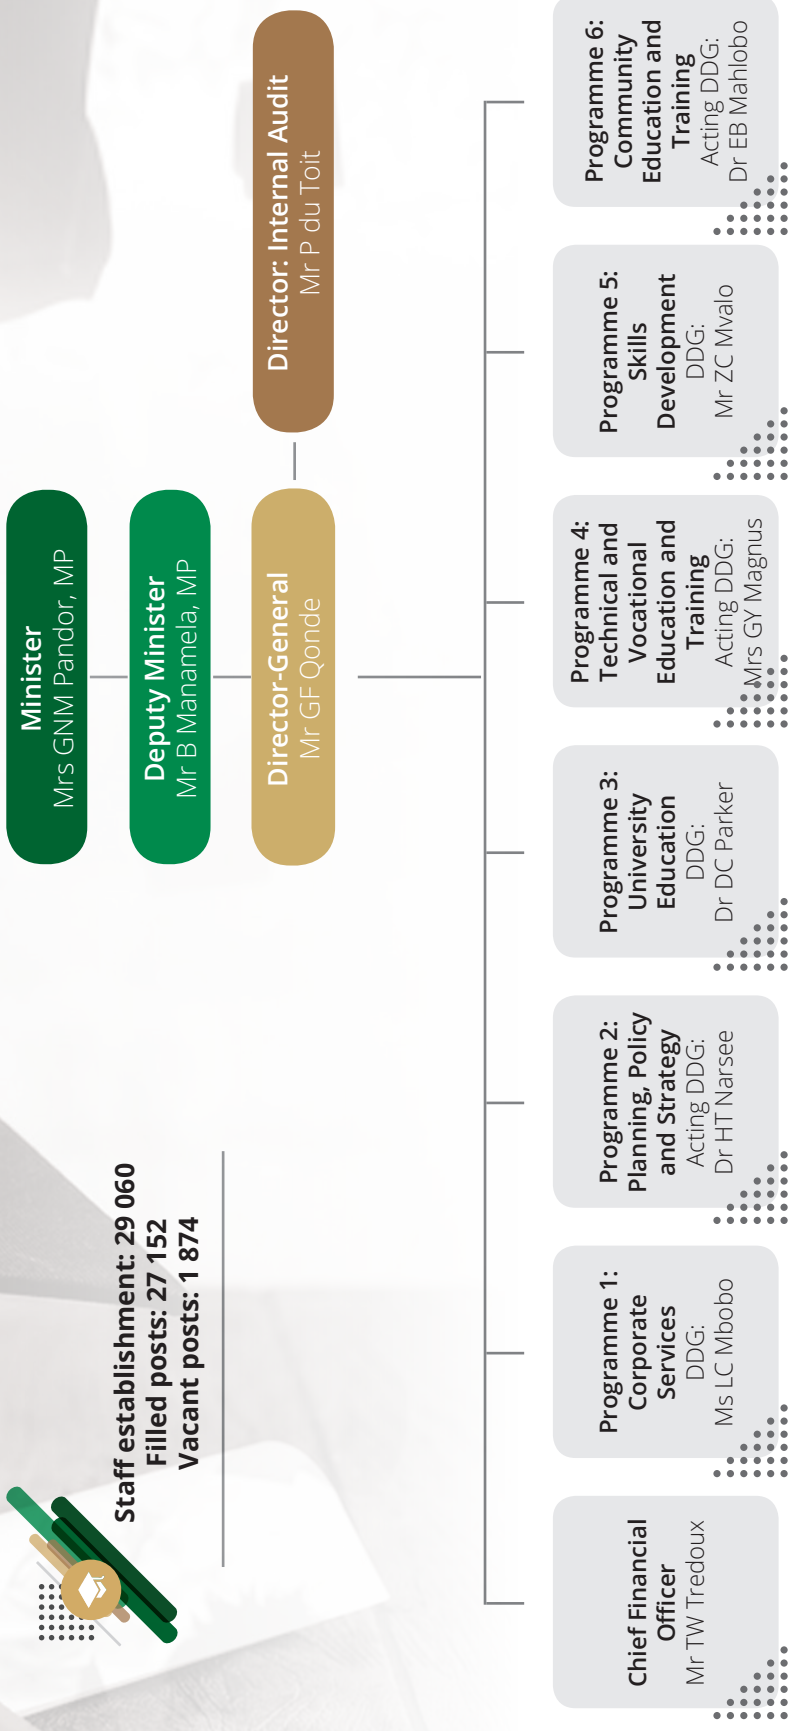 Minister
Mrs GNM Pandor, MP
Deputy Minister
Mr B Manamela, MP
Director-General
Mr GF Qonde
Director: Internal Audit
Mr P du Toit
Staff establishment: 29 060
Filled posts: 27 152
Vacant posts: 1 874
Chief Financial
Officer
Mr TW Tredoux
Programme 1:
Corporate
Services
DDG:
Ms LC Mbobo
Programme 2:
Planning, Policy
and Strategy
Acting DDG:
Dr HT Narsee
Programme 3:
University
Education
DDG:
Dr DC Parker
Programme 4:
Technical and
Vocational
Education and
Training
Acting DDG:
Mrs GY Magnus
Programme 5:
Skills
Development
DDG:
Mr ZC Mvalo
Programme 6:
Community
Education and
Training
Acting DDG:
Dr EB Mahlobo